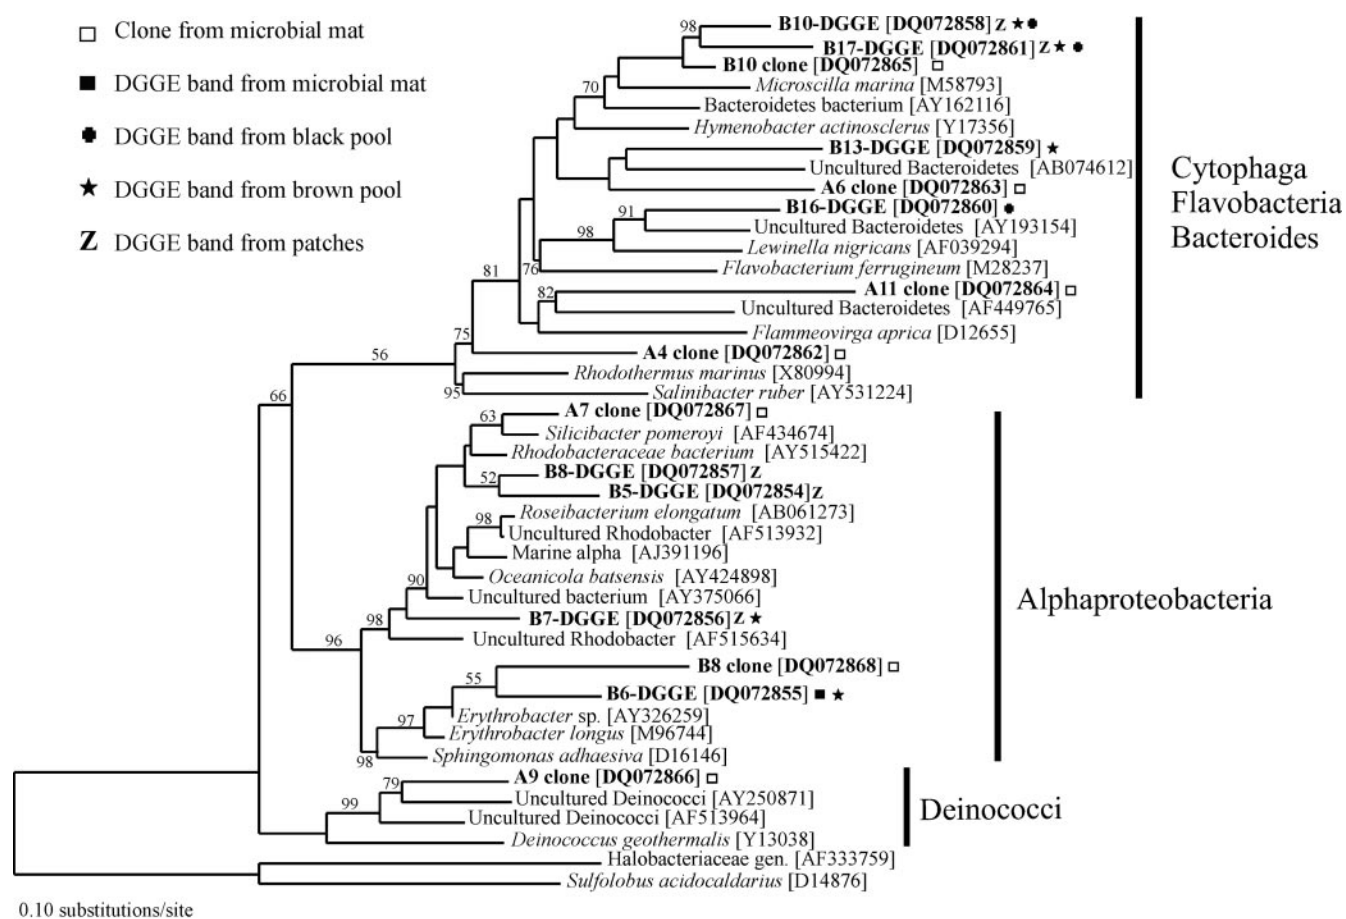 Clone from microbial mat
DGGE band from microbial mat
DGGE band from black pool
DGGE band from brown pool
Z DGGE band from patches
98
B10-DGGE [DQ072858] Z
B17-DGGE [DQ072861] Z
B10 clone [DQ072865]
Microscilla marina [M58793]
70
Bacteroidetes bacterium [AY162116]
Hymenobacter actinosclerus [Y17356]
B13-DGGE [DQ072859]
Uncultured Bacteroidetes [AB074612]
A6 clone [DQ072863]
B16-DGGE [DQ072860]
91
Uncultured Bacteroidetes [AY193154]
98
Lewinella nigricans [AF039294]
76
Flavobacterium ferrugineum [M28237]
81
A11 clone [DQ072864]
82
Uncultured Bacteroidetes [AF449765]
Flammeovirga aprica [D12655]
75
A4 clone [DQ072862]
56
Rhodothermus marinus [X80994]
95
Salinibacter ruber [AY531224]
Cytophaga
Flavobacteria
Bacteroides
66
A7 clone [DQ072867]
63
Silicibacter pomeroyi [AF434674]
Rhodobacteraceae bacterium [AY515422]
B8-DGGE [DQ072857] Z
52
B5-DGGE [DQ072854] Z
Roseibacterium elongatum [AB061273]
98
Uncultured Rhodobacter [AF513932]
Marine alpha [AJ391196]
Oceanicola batsensis [AY424898]
90
Uncultured bacterium [AY375066]
98
B7-DGGE [DQ072856] Z
96
Uncultured Rhodobacter [AF515634]
B8 clone [DQ072868]
55
B6-DGGE [DQ072855]
Erythrobacter sp. [AY326259]
97
Erythrobacter longus [M96744]
98
Sphingomonas adhaesiva [D16146]
Alphaproteobacteria
A9 clone [DQ072866]
79
Uncultured Deinococci [AY250871]
99
Uncultured Deinococci [AF513964]
Deinococcus geothermalis [Y13038]
Deinococci
Halobacteriaceae gen. [AF333759]
Sulfolobus acidocaldarius [D14876]
0.10 substitutions/site